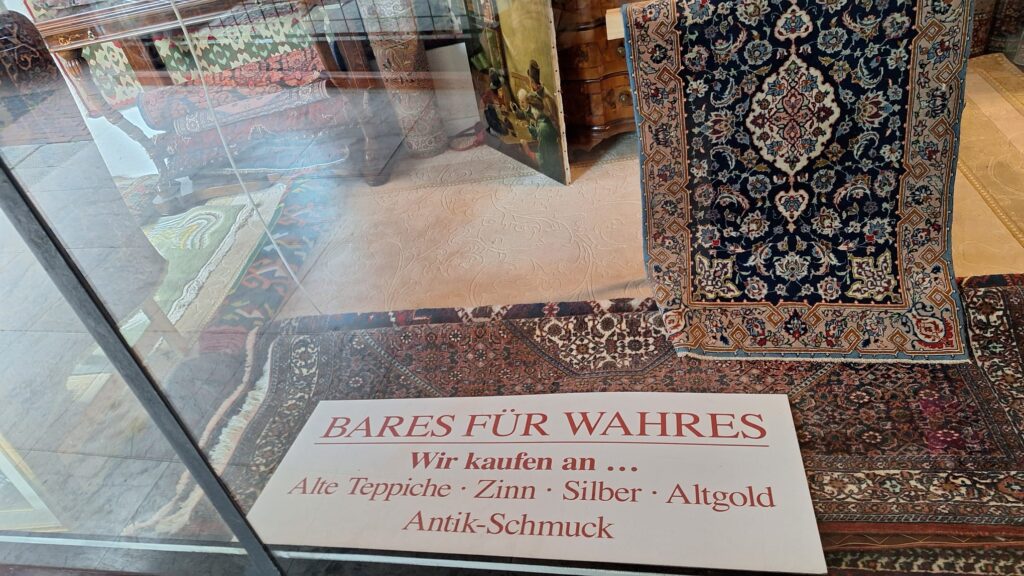 BARES FÜR WAHRES
Wir kaufen an ...
Alte Teppiche · Zinn · Silber · Altgold
Antik-Schmuck